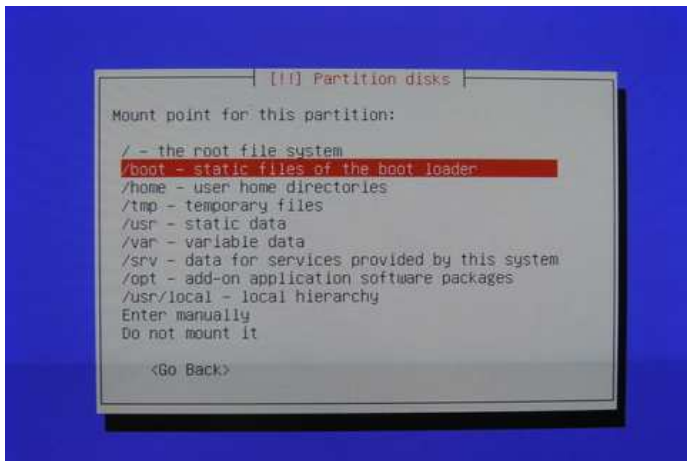 [!!] Partition disks
Mount point for this partition:
/ - the root file system
/boot - static files of the boot loader
/home - user home directories
/tmp - temporary files
/usr - static data
/var - variable data
/srv - data for services provided by this system
/opt - add-on application software packages
/usr/local - local hierarchy
Enter manually
Do not mount it
<Go Back>